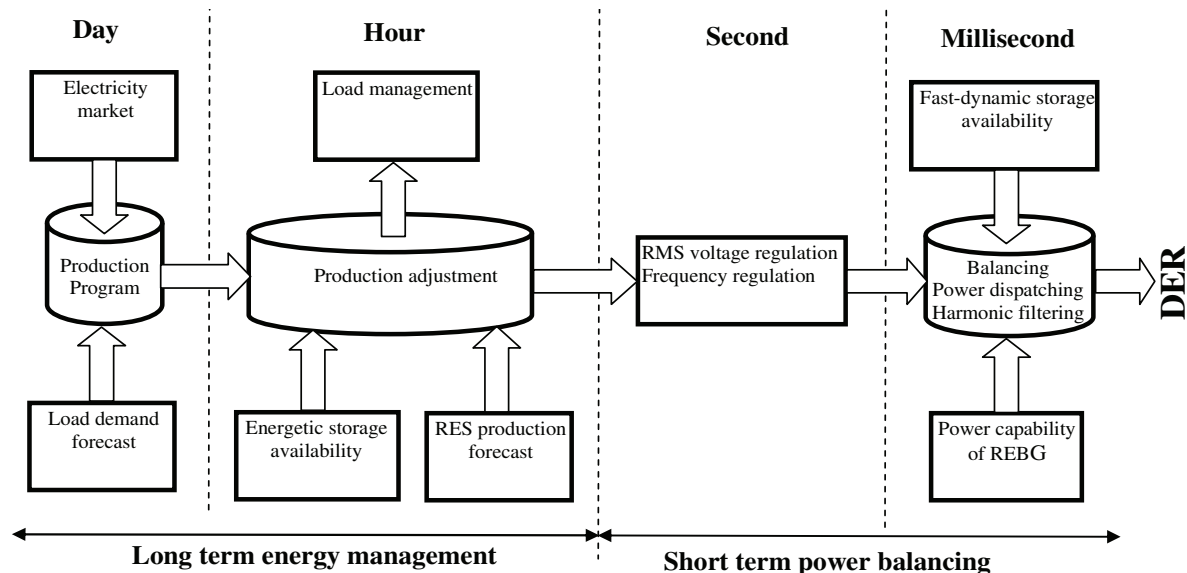 Day
Hour
Second
Millisecond
Electricity
market
Load management
Fast-dynamic storage
availability
Production
Program
Production adjustment
RMS voltage regulation
Frequency regulation
Balancing
Power dispatching
Harmonic filtering
DER
Load demand
forecast
Energetic storage
availability
RES production
forecast
Power capability
of REBG
Long term energy management
Short term power balancing